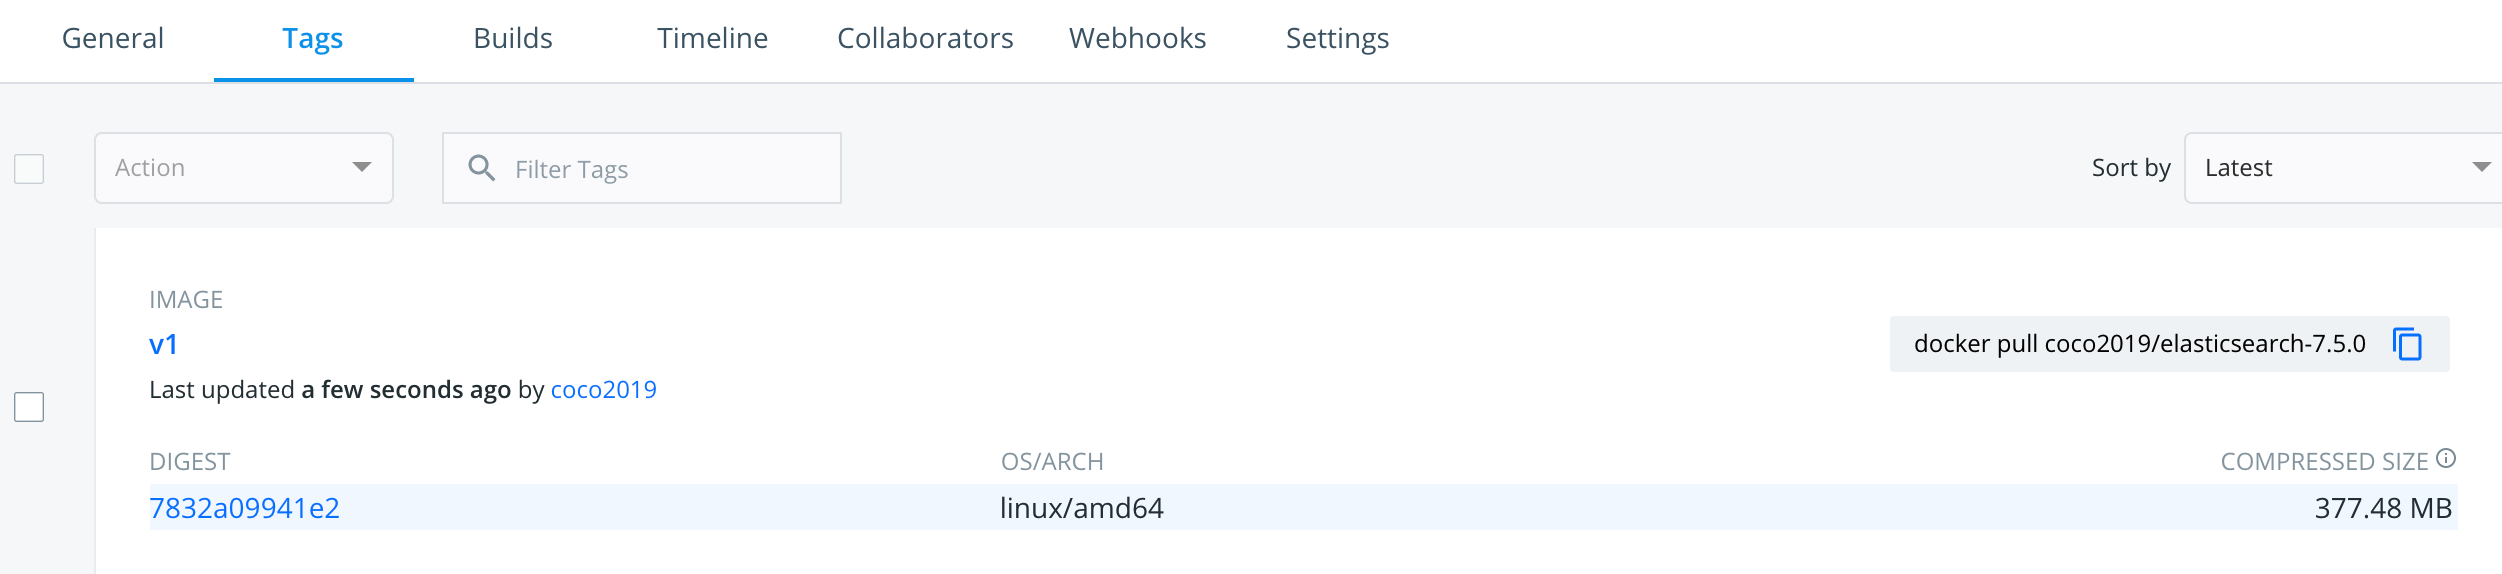 General Tags Builds Timeline Collaborators Webhooks Settings
Action Filter Tags Sort by Latest
IMAGE
v1
docker pull coco2019/elasticsearch-7.5.0
Last updated a few seconds ago by coco2019
DIGEST OS/ARCH COMPRESSED SIZE
7832a09941e2 linux/amd64 377.48 MB